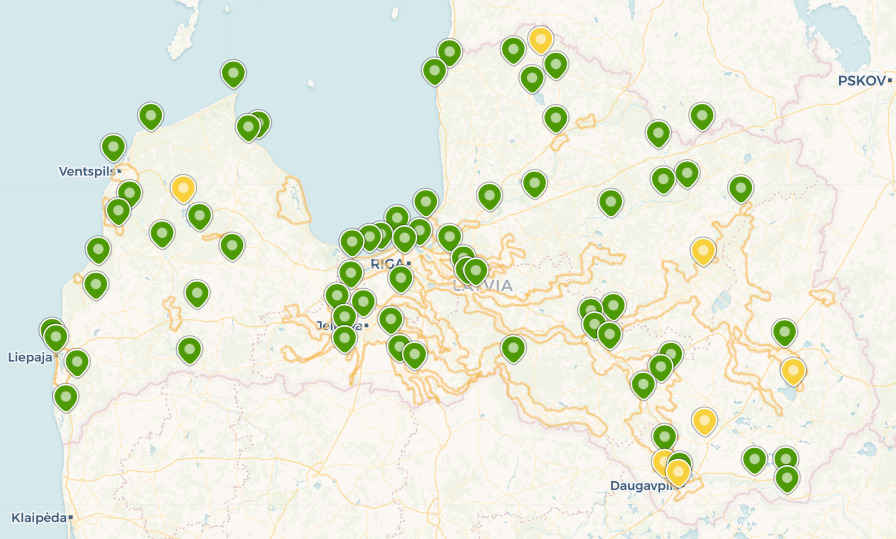 PSKOV
Ventspils
RIGA
LATVIA
Liepaja
Daugavpils
Klaipėda